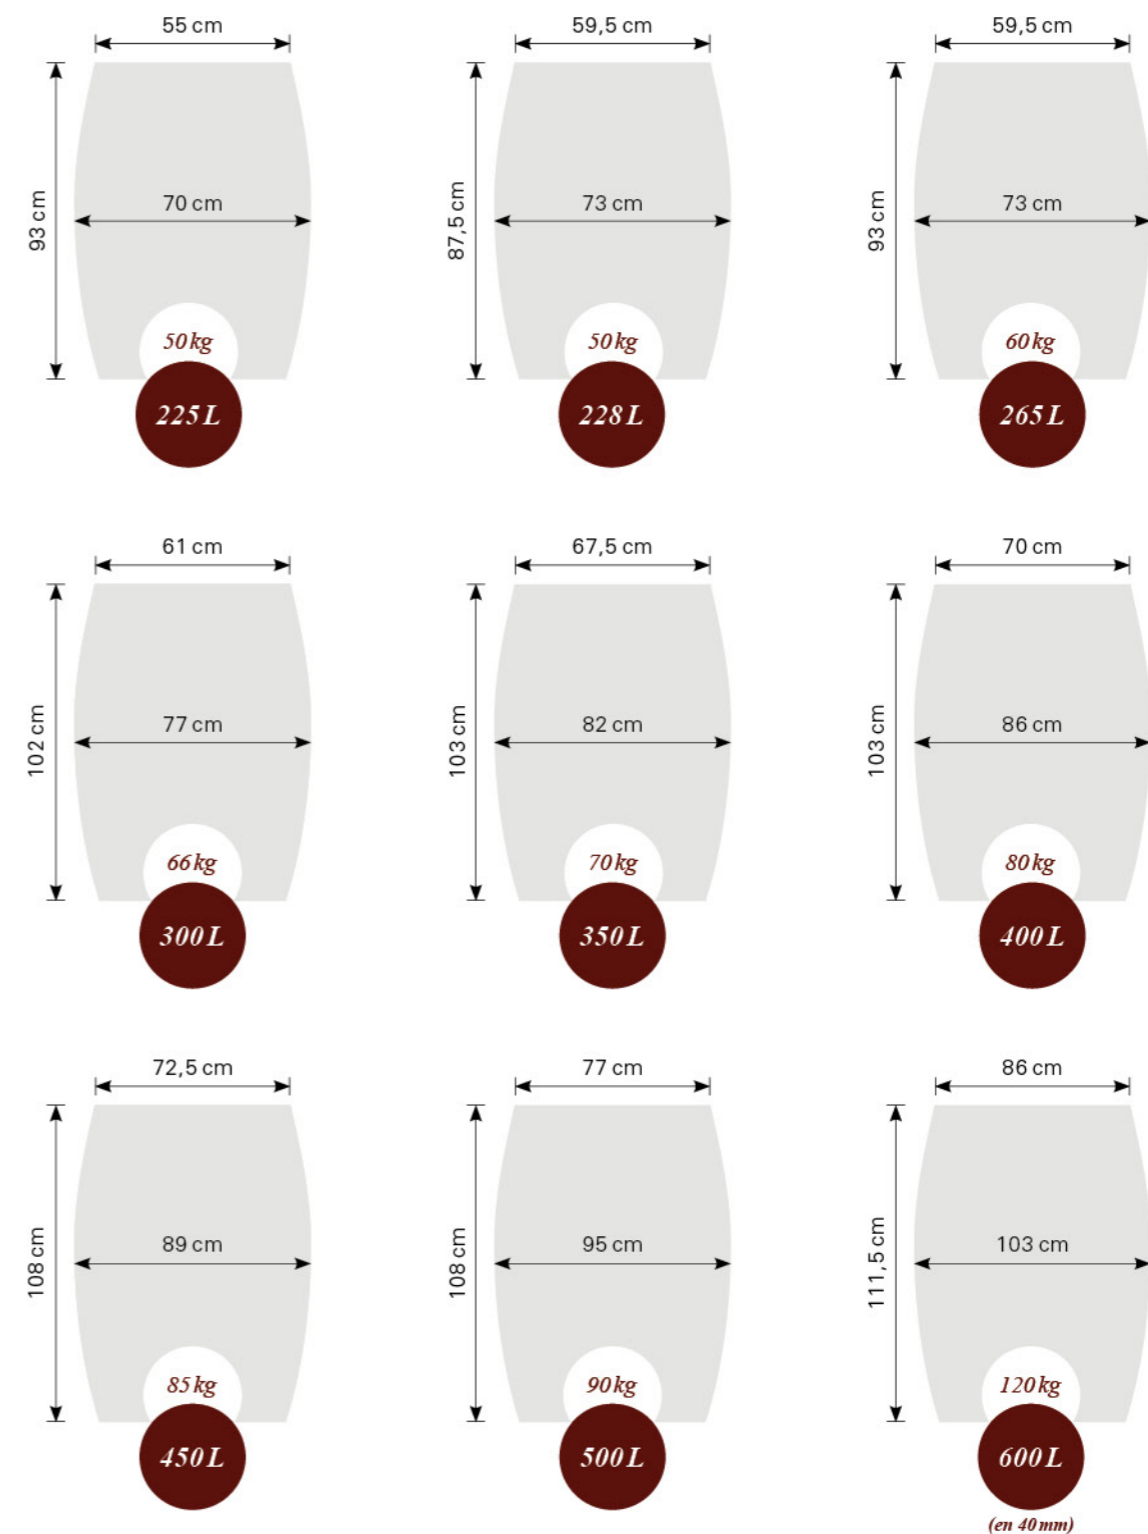 55 cm
93 cm
70 cm
50 kg
225 L
59,5 cm
87,5 cm
73 cm
50 kg
228 L
59,5 cm
93 cm
73 cm
60 kg
265 L
61 cm
102 cm
77 cm
66 kg
300 L
67,5 cm
103 cm
82 cm
70 kg
350 L
70 cm
103 cm
86 cm
80 kg
400 L
72,5 cm
108 cm
89 cm
85 kg
450 L
77 cm
108 cm
95 cm
90 kg
500 L
86 cm
111,5 cm
103 cm
120 kg
600 L
(en 40 mm)